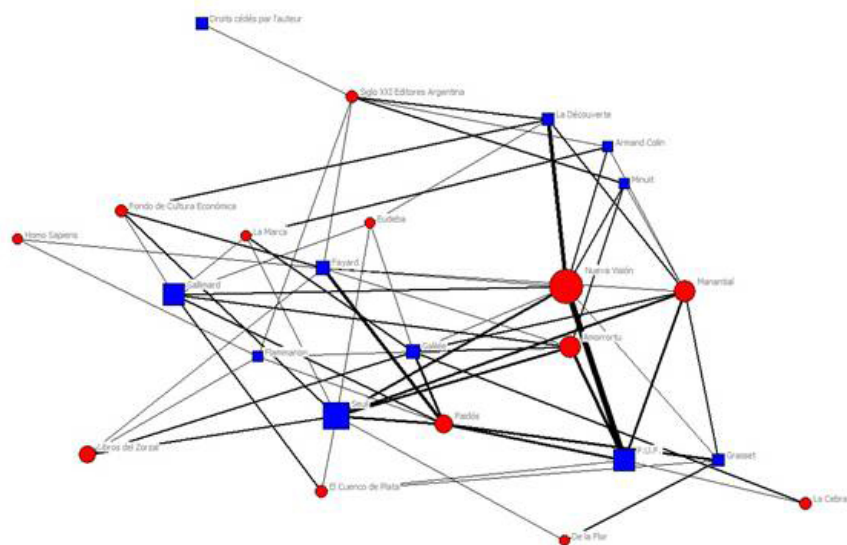 Droits cédés par l'auteur
Siglo XXI Editores Argentina
La Découverte
Armand Colin
Minuit
Fondo de Cultura Económica
Eudeba
La Marca
Homo Sapiens
Fayard
Nueva Visión
Gallimard
Manantial
Amorrortu
Galilée
Flammarion
Seuil
Paidós
Libros del Zorzal
P.U.F.
Grasset
El Cuenco de Plata
La Cebra
De la Flor